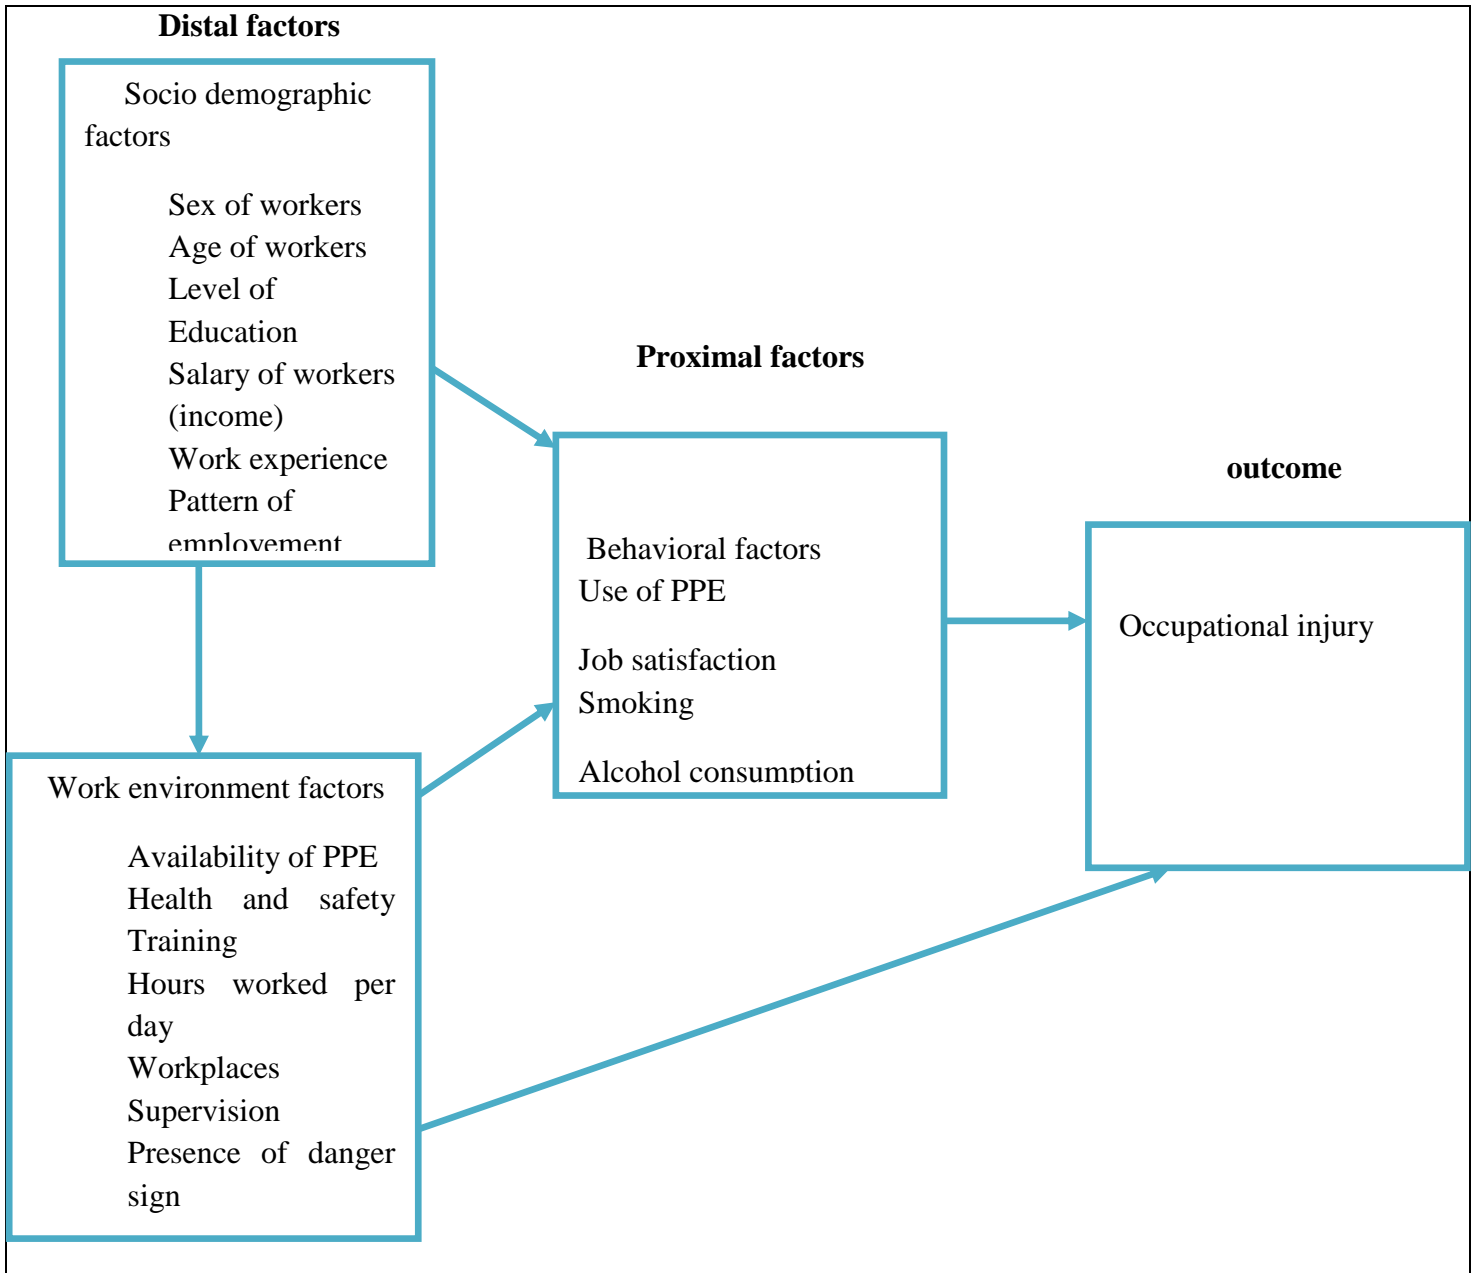 Distal factors
Socio demographic
factors
Sex of workers
Age of workers
Level of
Education
Salary of workers
(income)
Work experience
Pattern of
employement
Proximal factors
Behavioral factors
Use of PPE
Job satisfaction
Smoking
Alcohol consumption
outcome
Occupational injury
Work environment factors
Availability of PPE
Health and safety
Training
Hours worked per
day
Workplaces
Supervision
Presence of danger
sign